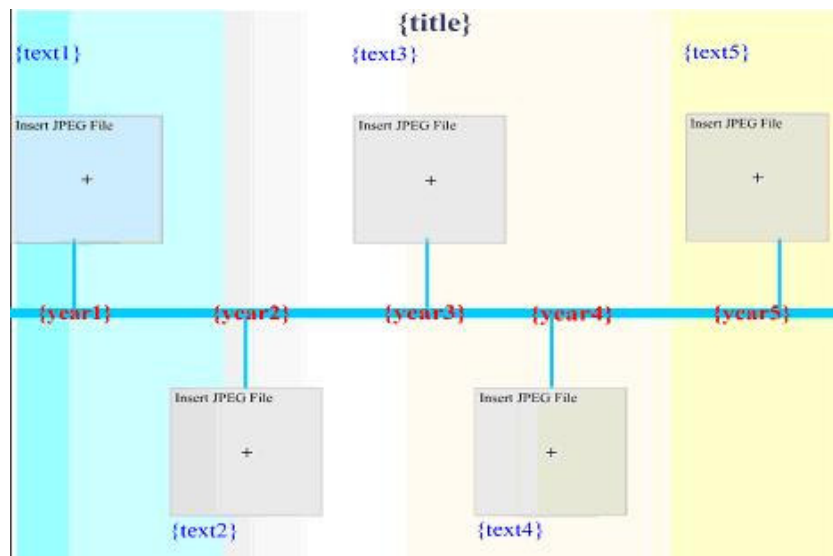 {title}
{text1}
{text3}
{text5}
Insert JPEG File
Insert JPEG File
Insert JPEG File
+
+
+
{year1}
{year2}
{year3}
{year4}
{year5}
Insert JPEG File
Insert JPEG File
+
+
{text2}
{text4}